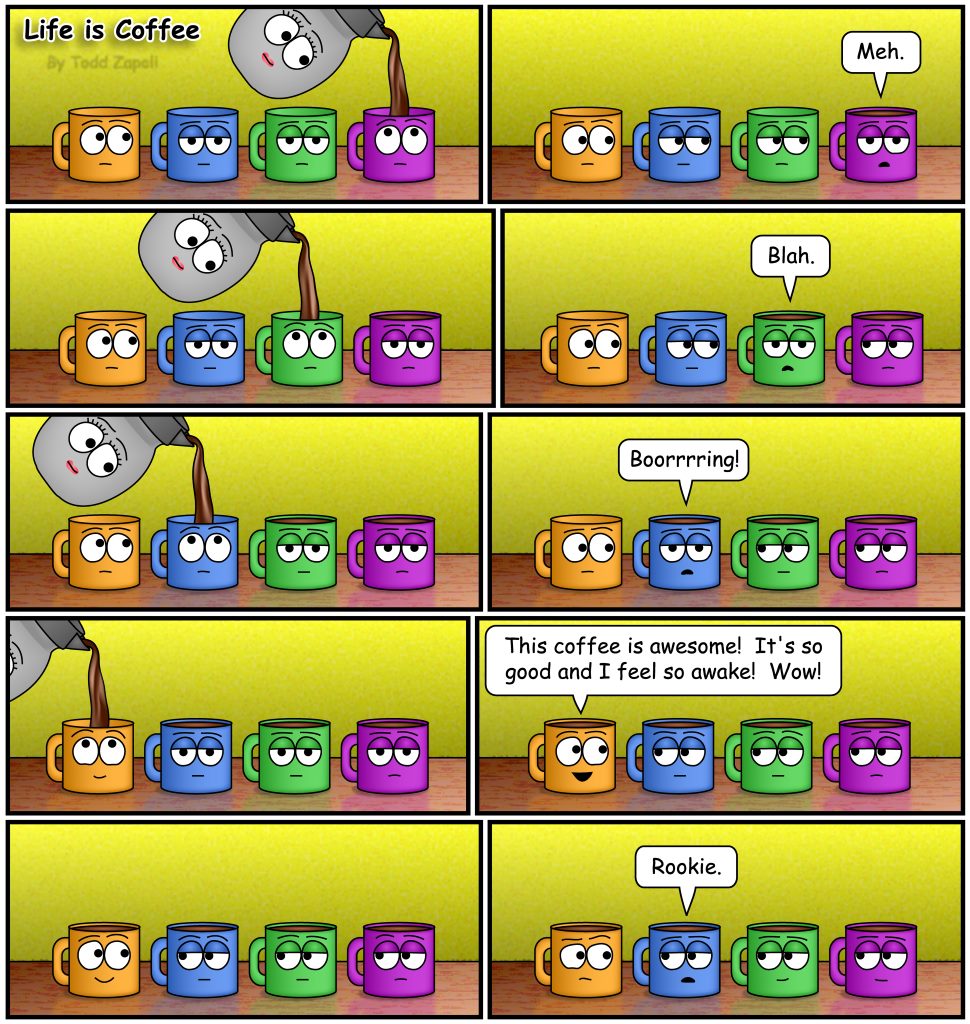 Life is Coffee
By Todd Zapoli
Meh.
Blah.
Boorrrring!
This coffee is awesome!  It's so
good and I feel so awake!  Wow!
Rookie.